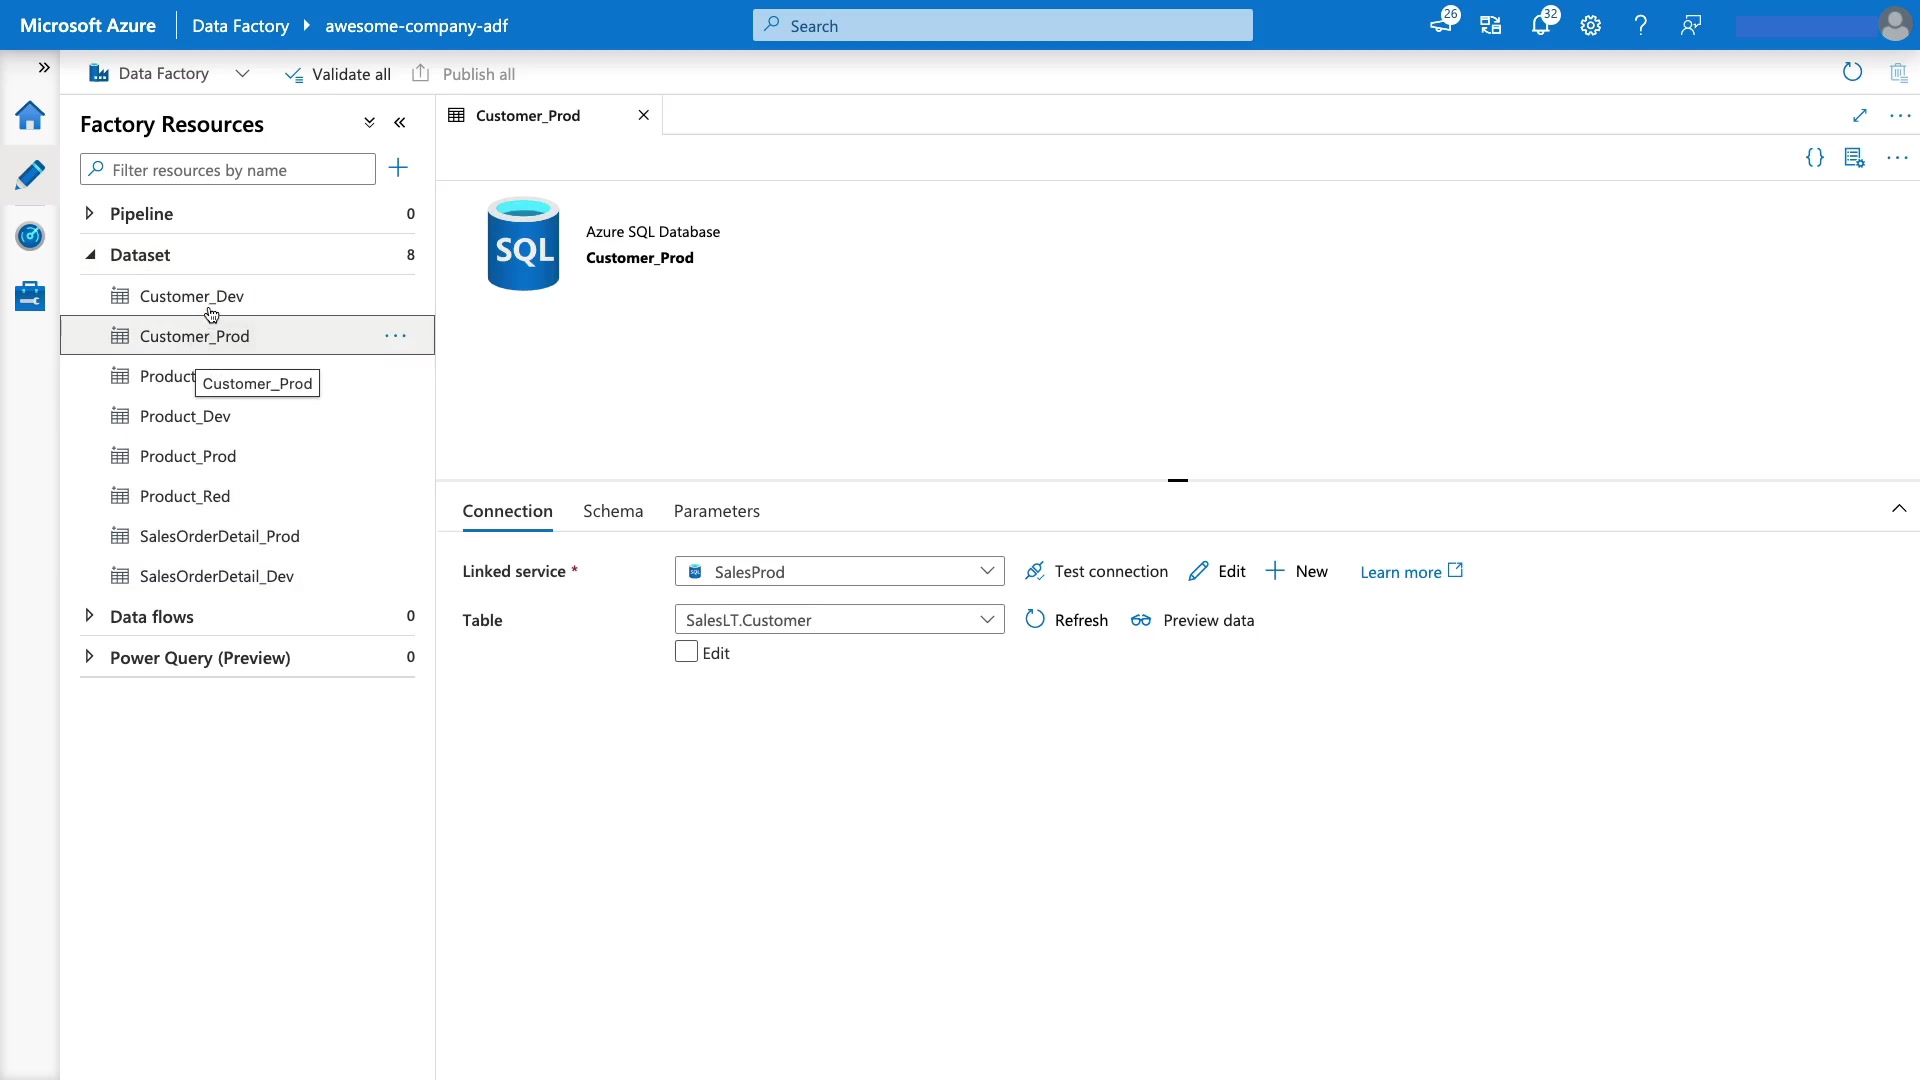 Microsoft Azure Data Factory awesome-company-adf Search 26 32
Data Factory Validate all Publish all
Factory Resources
Customer_Prod
Filter resources by name
Pipeline 0
Dataset 8
Customer_Dev
Customer_Prod
Product
Customer_Prod
Product_Dev
Product_Prod
Product_Red
SalesOrderDetail_Prod
SalesOrderDetail_Dev
Data flows 0
Power Query (Preview) 0
SQL
Azure SQL Database
Customer_Prod
Connection Schema Parameters
Linked service * SalesProd Test connection Edit New Learn more
Table SalesLT.Customer Refresh Preview data
Edit